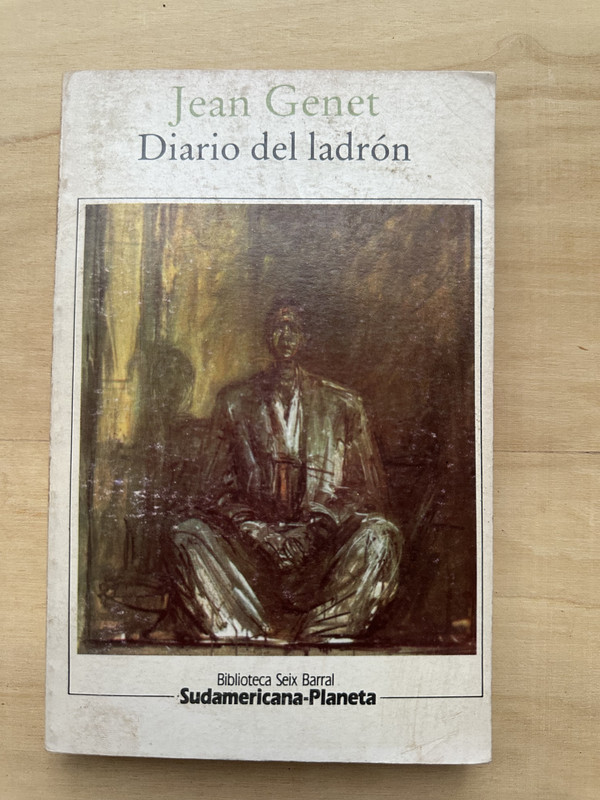 Jean Genet
Diario del ladrón
Biblioteca Seix Barral
Sudamericana-Planeta